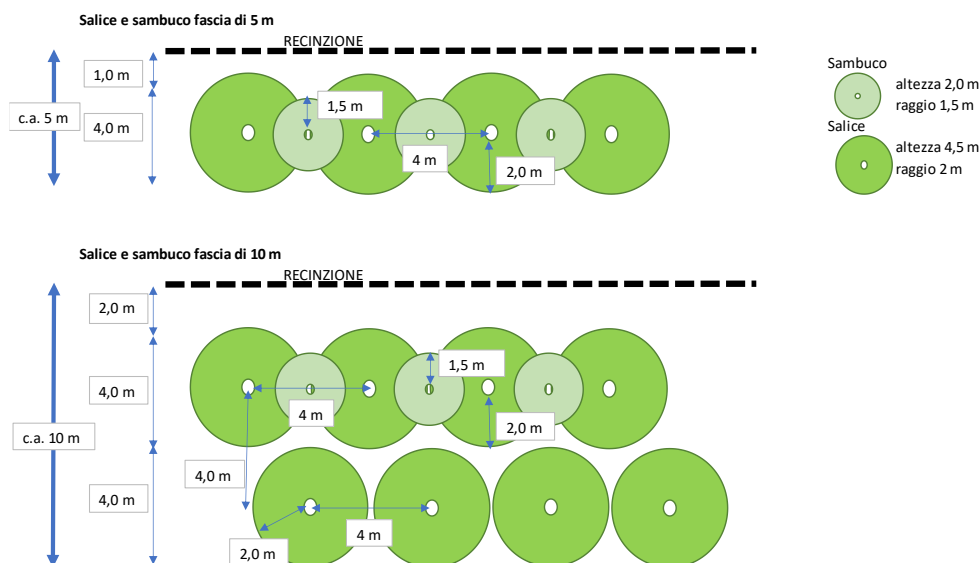 Salice e sambuco fascia di 5 m
RECINZIONE
1,0 m
c.a. 5 m
4,0 m
1,5 m
4 m
2,0 m
Sambuco
altezza 2,0 m
raggio 1,5 m
Salice
altezza 4,5 m
raggio 2 m
Salice e sambuco fascia di 10 m
RECINZIONE
2,0 m
1,5 m
4,0 m
4 m
2,0 m
c.a. 10 m
4,0 m
4,0 m
4 m
2,0 m